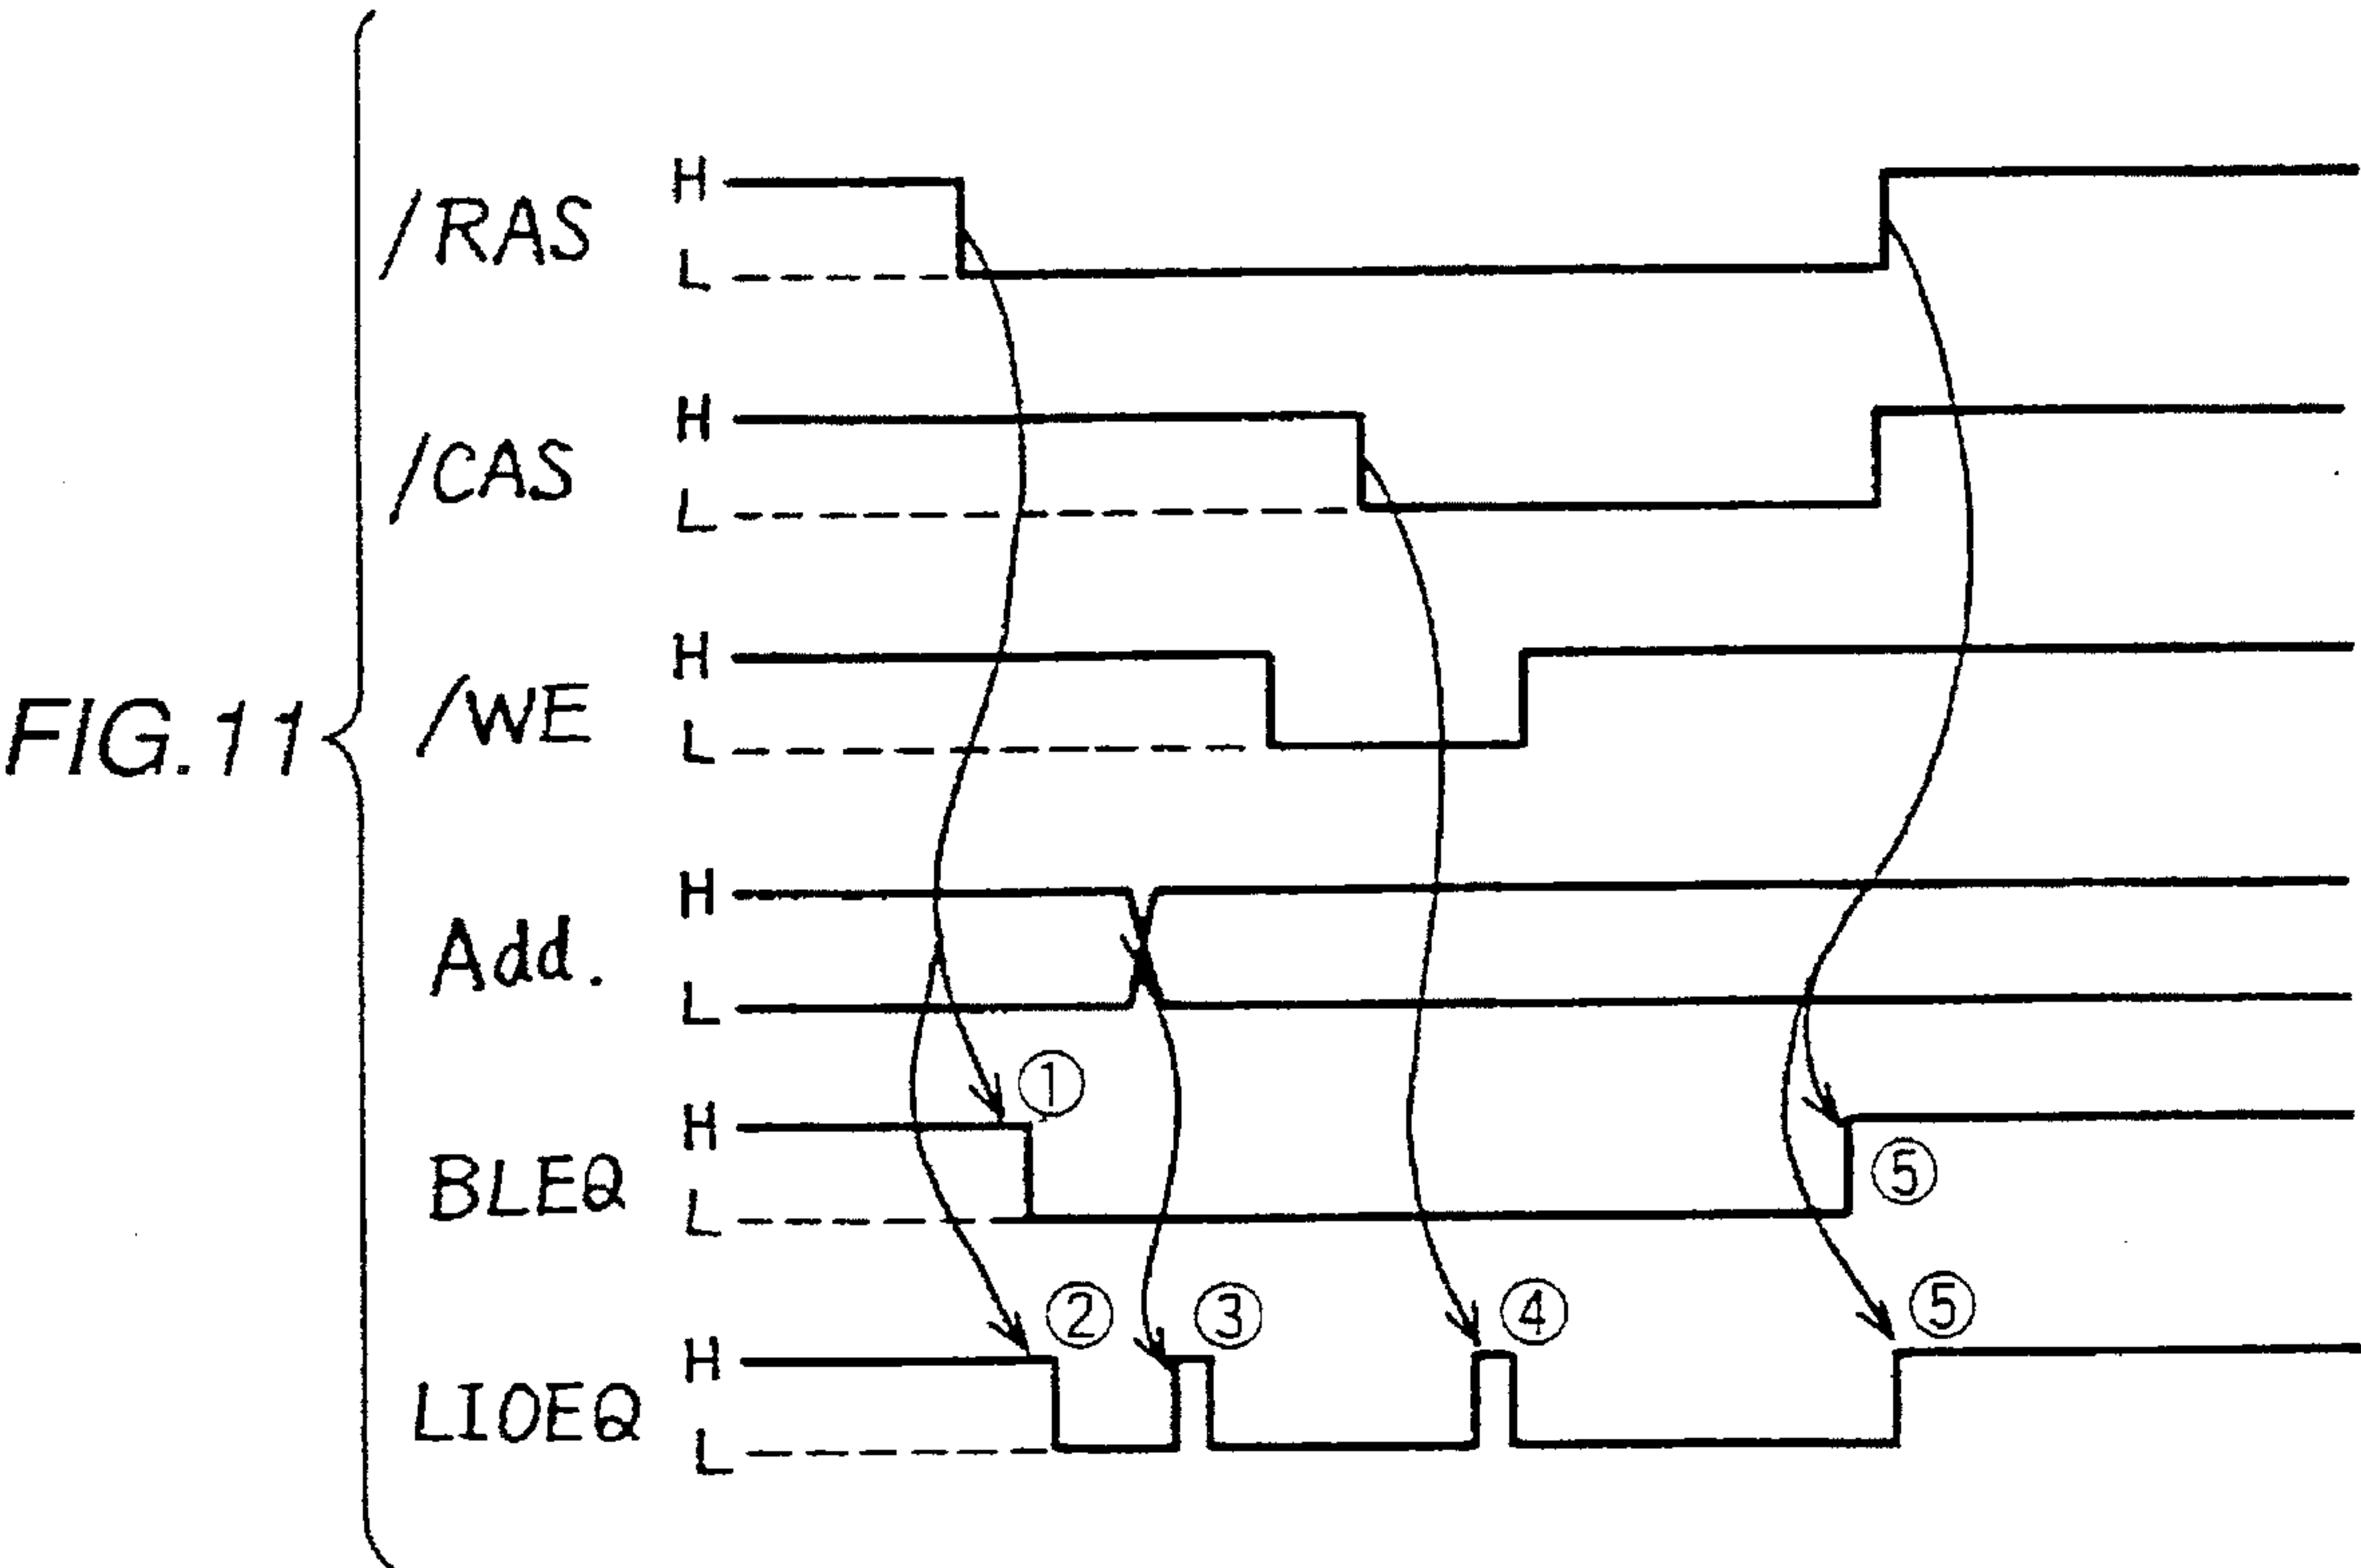 FIG.11
/RAS
H
L
/CAS
H
L
/WE
H
L
Add.
H
L
BLEQ
H
L
① ⑤
LIOEQ
H
L
② ③ ④ ⑤